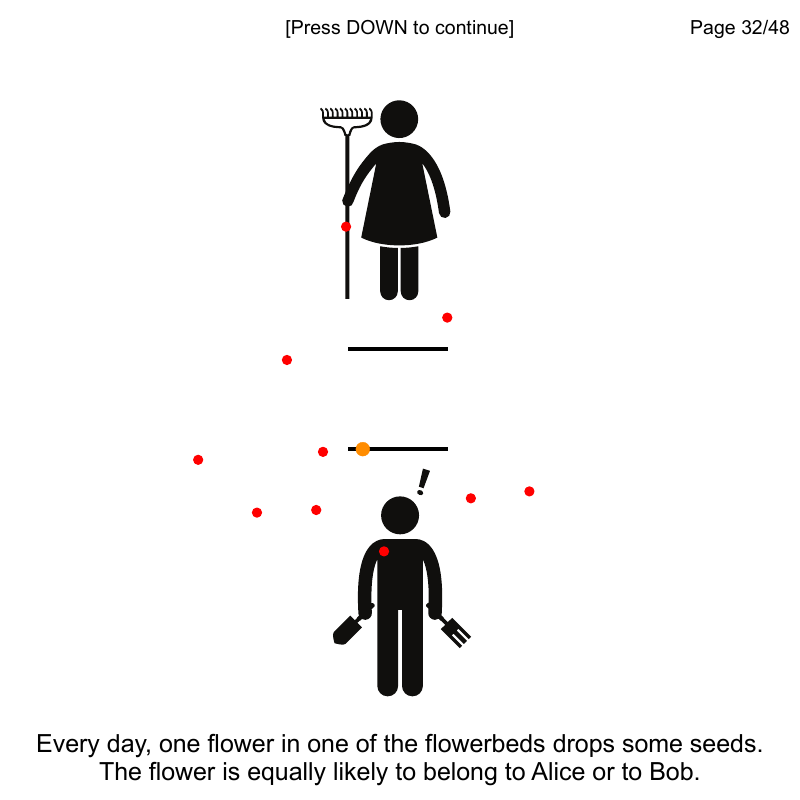 [Press DOWN to continue]
Page 32/48
!
Every day, one flower in one of the flowerbeds drops some seeds.
The flower is equally likely to belong to Alice or to Bob.